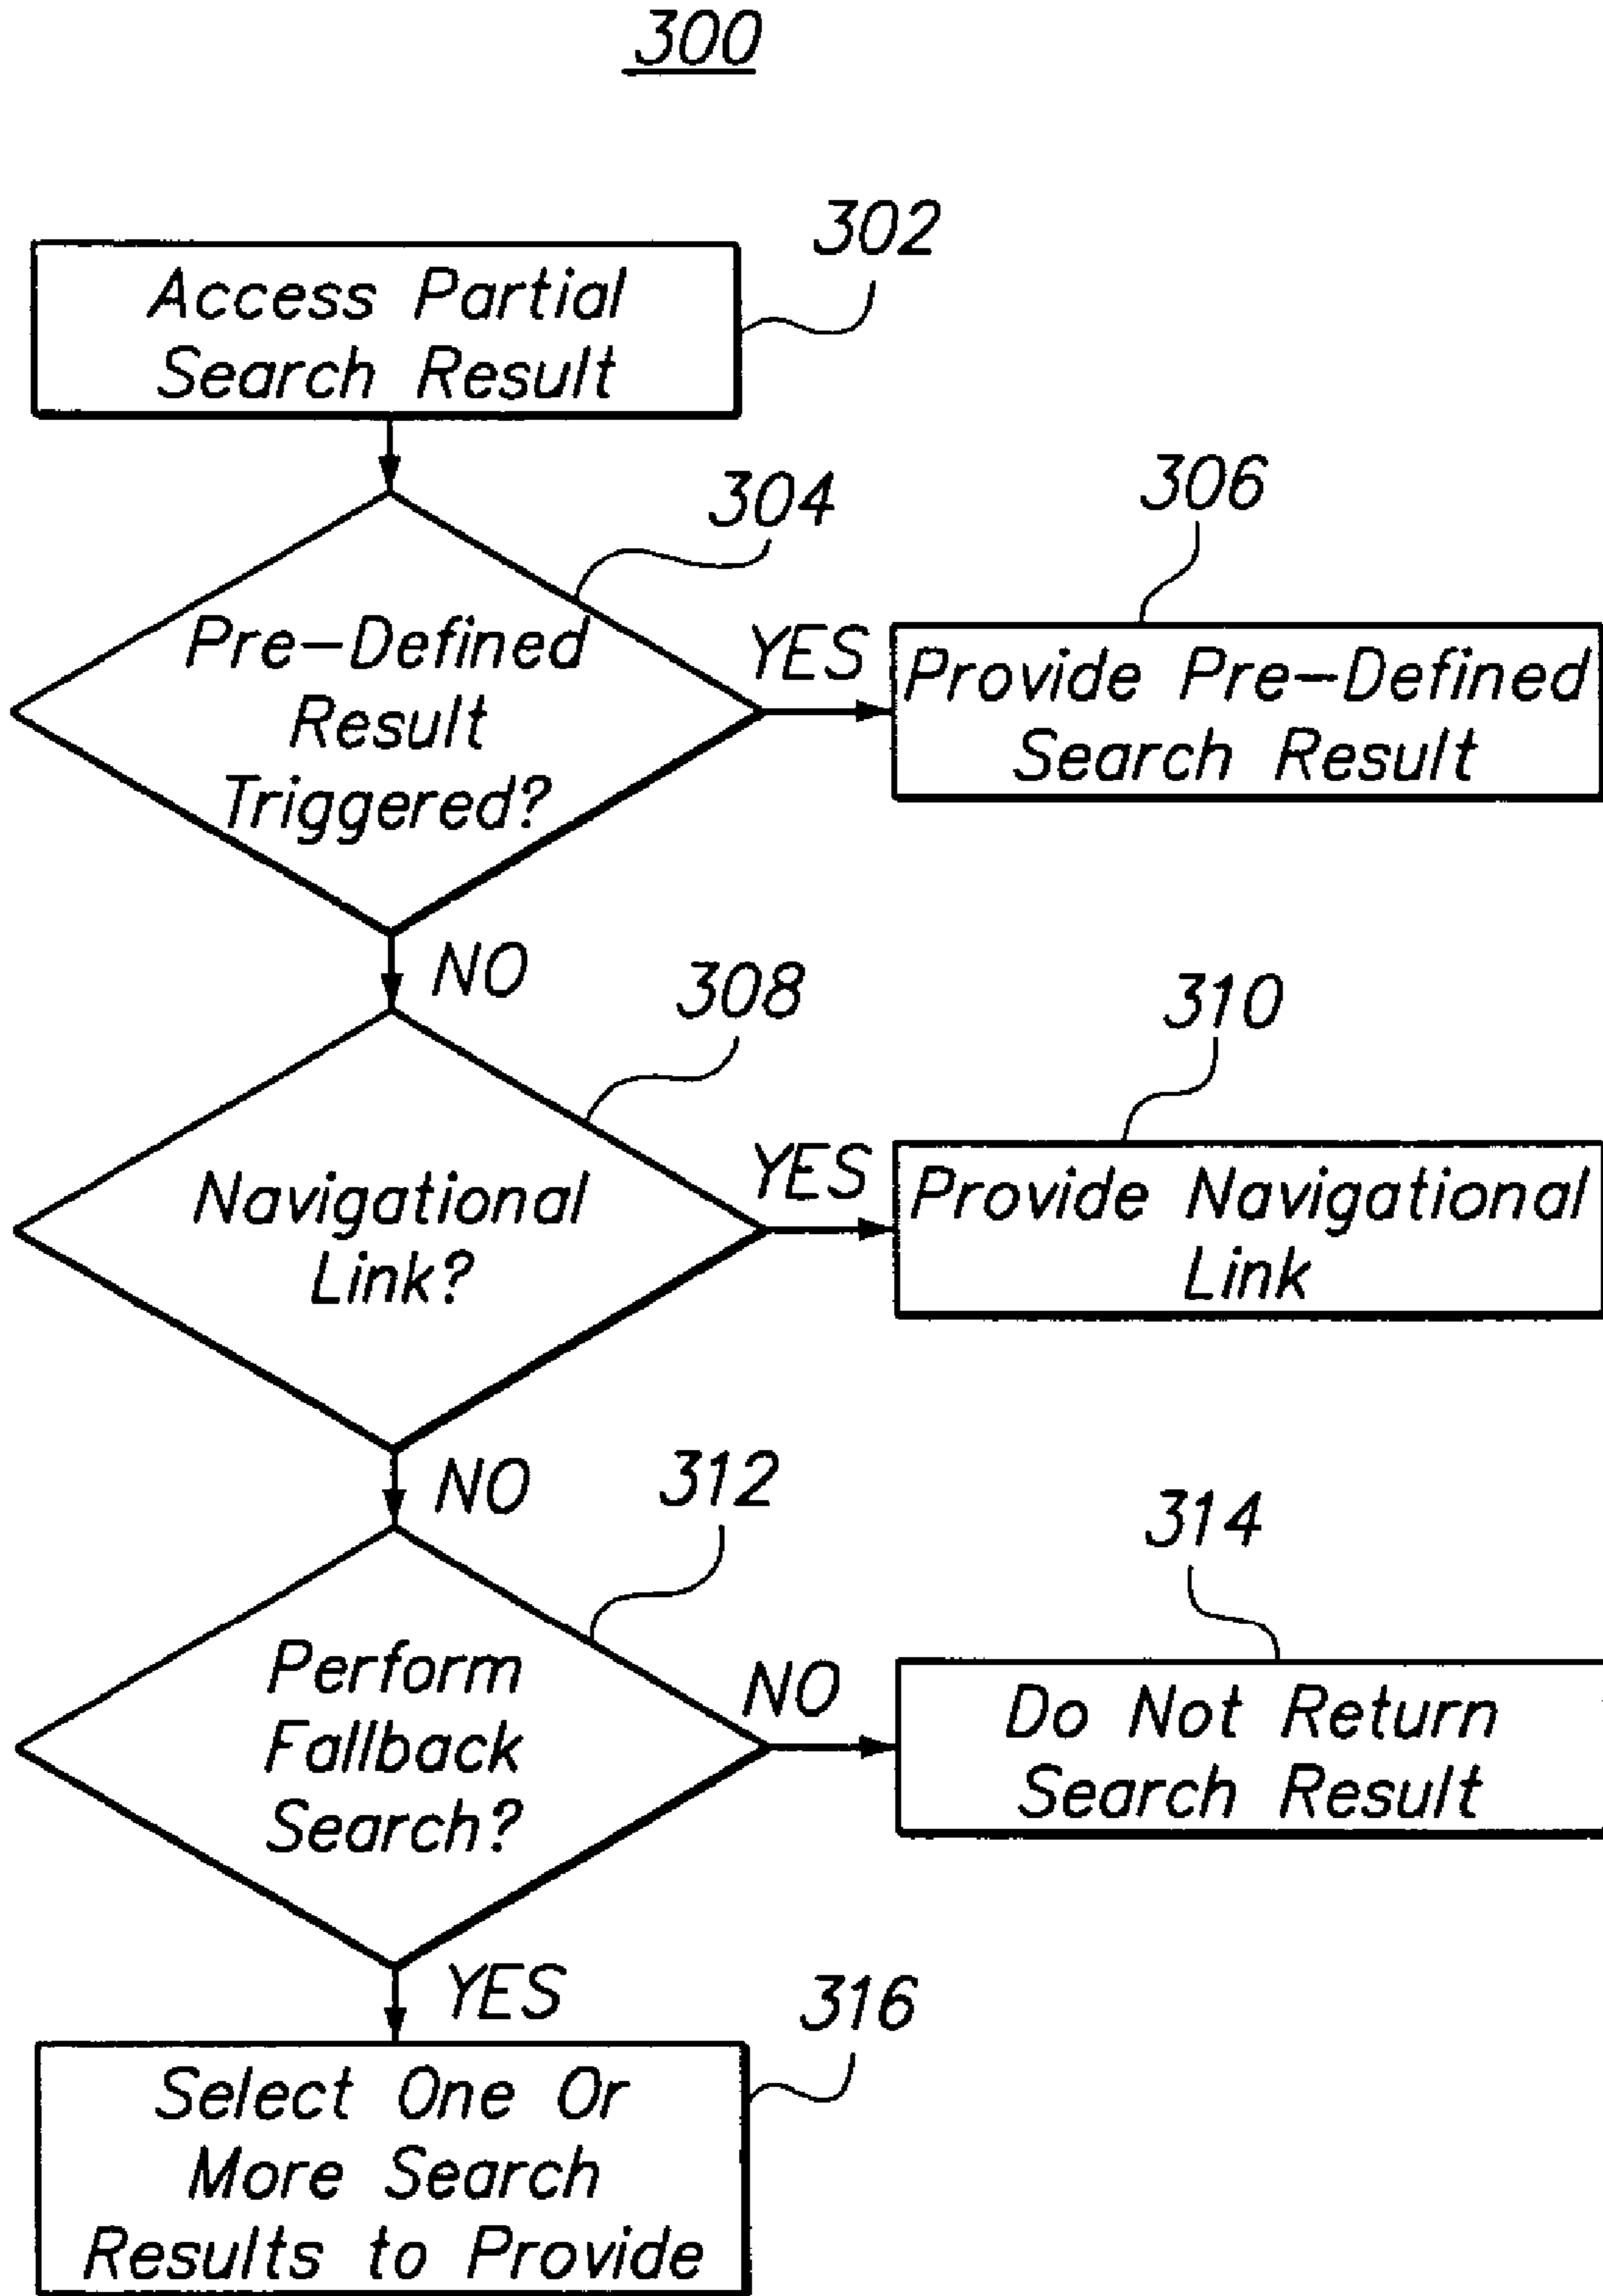 300
302
Access Partial
Search Result
304
Pre-Defined
Result
Triggered?
YES
306
Provide Pre-Defined
Search Result
NO
308
Navigational
Link?
YES
310
Provide Navigational
Link
NO
312
Perform
Fallback
Search?
NO
314
Do Not Return
Search Result
YES
316
Select One Or
More Search
Results to Provide